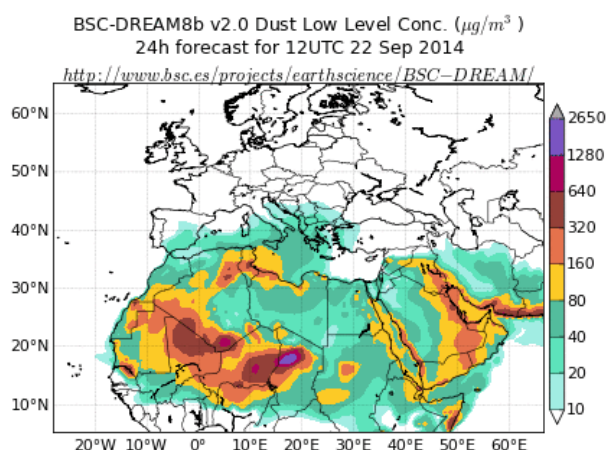 BSC-DREAM8b v2.0 Dust Low Level Conc. (μg/m³ )
24h forecast for 12UTC 22 Sep 2014
http://www.bsc.es/projects/earthscience/BSC−DREAM/
60°N
50°N
40°N
30°N
20°N
10°N
20°W 10°W 0° 10°E 20°E 30°E 40°E 50°E 60°E
2650
1280
640
320
160
80
40
20
10